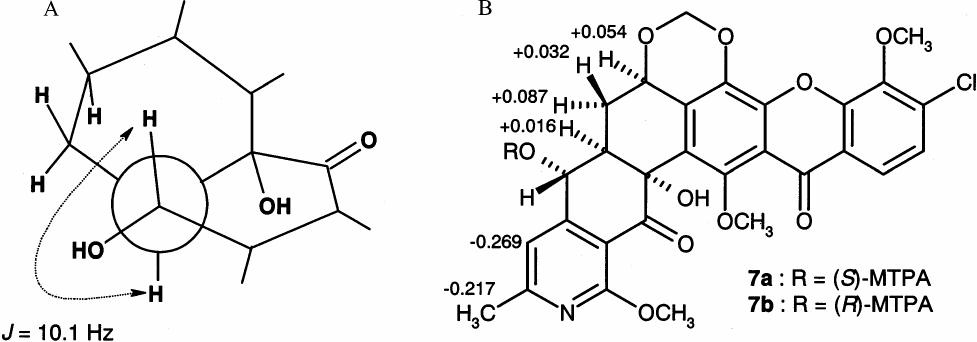 A
H
H
H
H
O
OH
HO
H
J = 10.1 Hz
B
+0.054
+0.032
+0.087
+0.016
H
H
H
H
O
O
O
OCH3
Cl
RO
H
OH
O
OCH3
O
-0.269
-0.217
H3C
N
OCH3
7a : R = (S)-MTPA
7b : R = (R)-MTPA